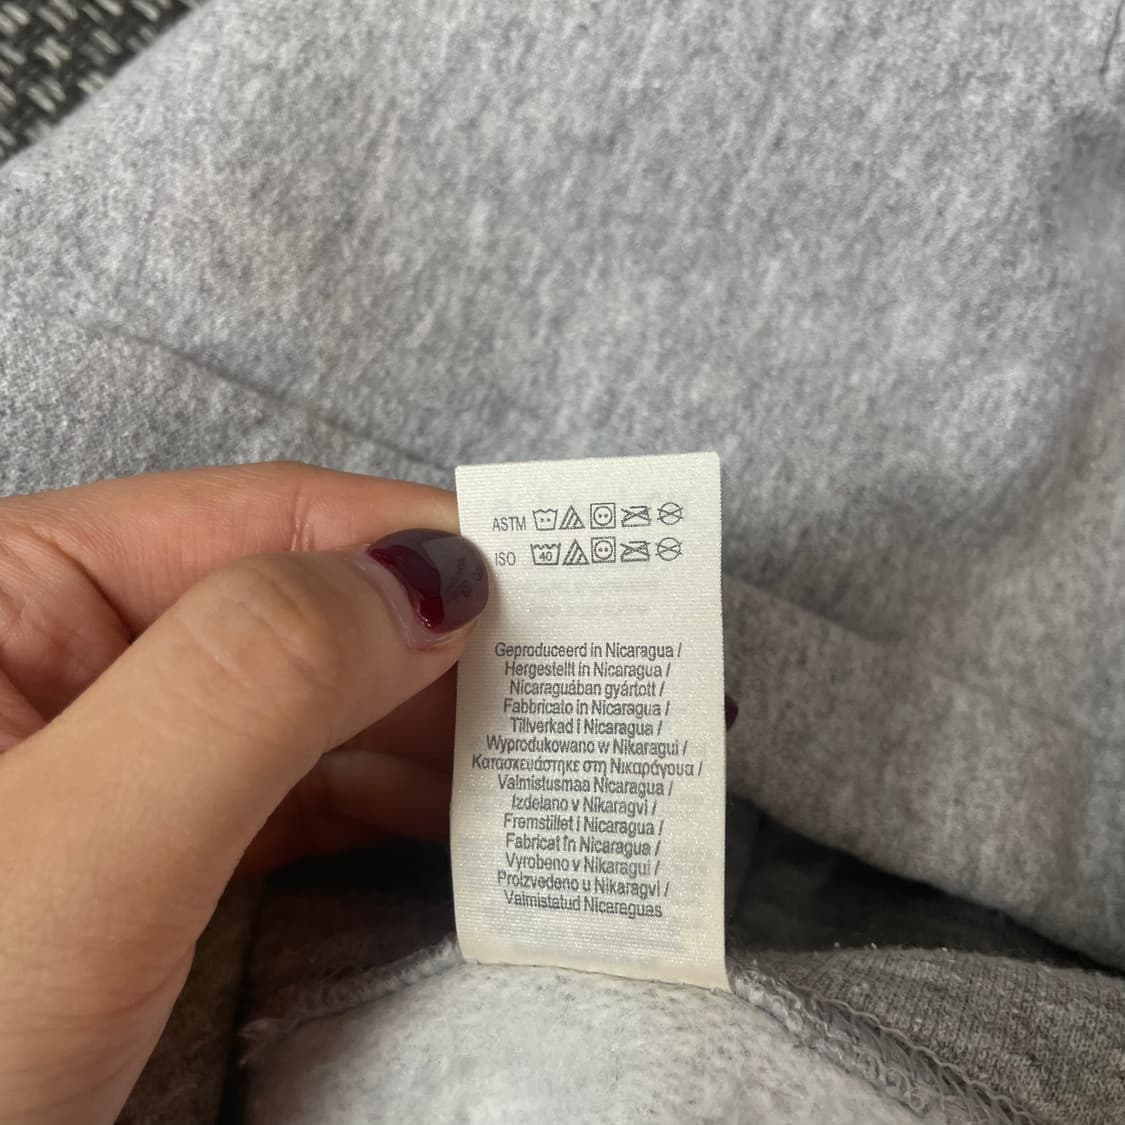 ASTM
ISO 40
Geproduceerd in Nicaragua /
Hergestellt in Nicaragua /
Nicaraguában gyártott /
Fabbricato in Nicaragua /
Tillverkad i Nicaragua /
Wyprodukowano w Nikaragui /
Κατασκευάστηκε στη Νικαράγουα /
Valmistusmaa Nicaragua /
Izdelano v Nikaragvi /
Fremstillet i Nicaragua /
Fabricat în Nicaragua /
Vyrobeno v Nikaragui /
Proizvedeno u Nikaragvi /
Valmistatud Nicaraguas